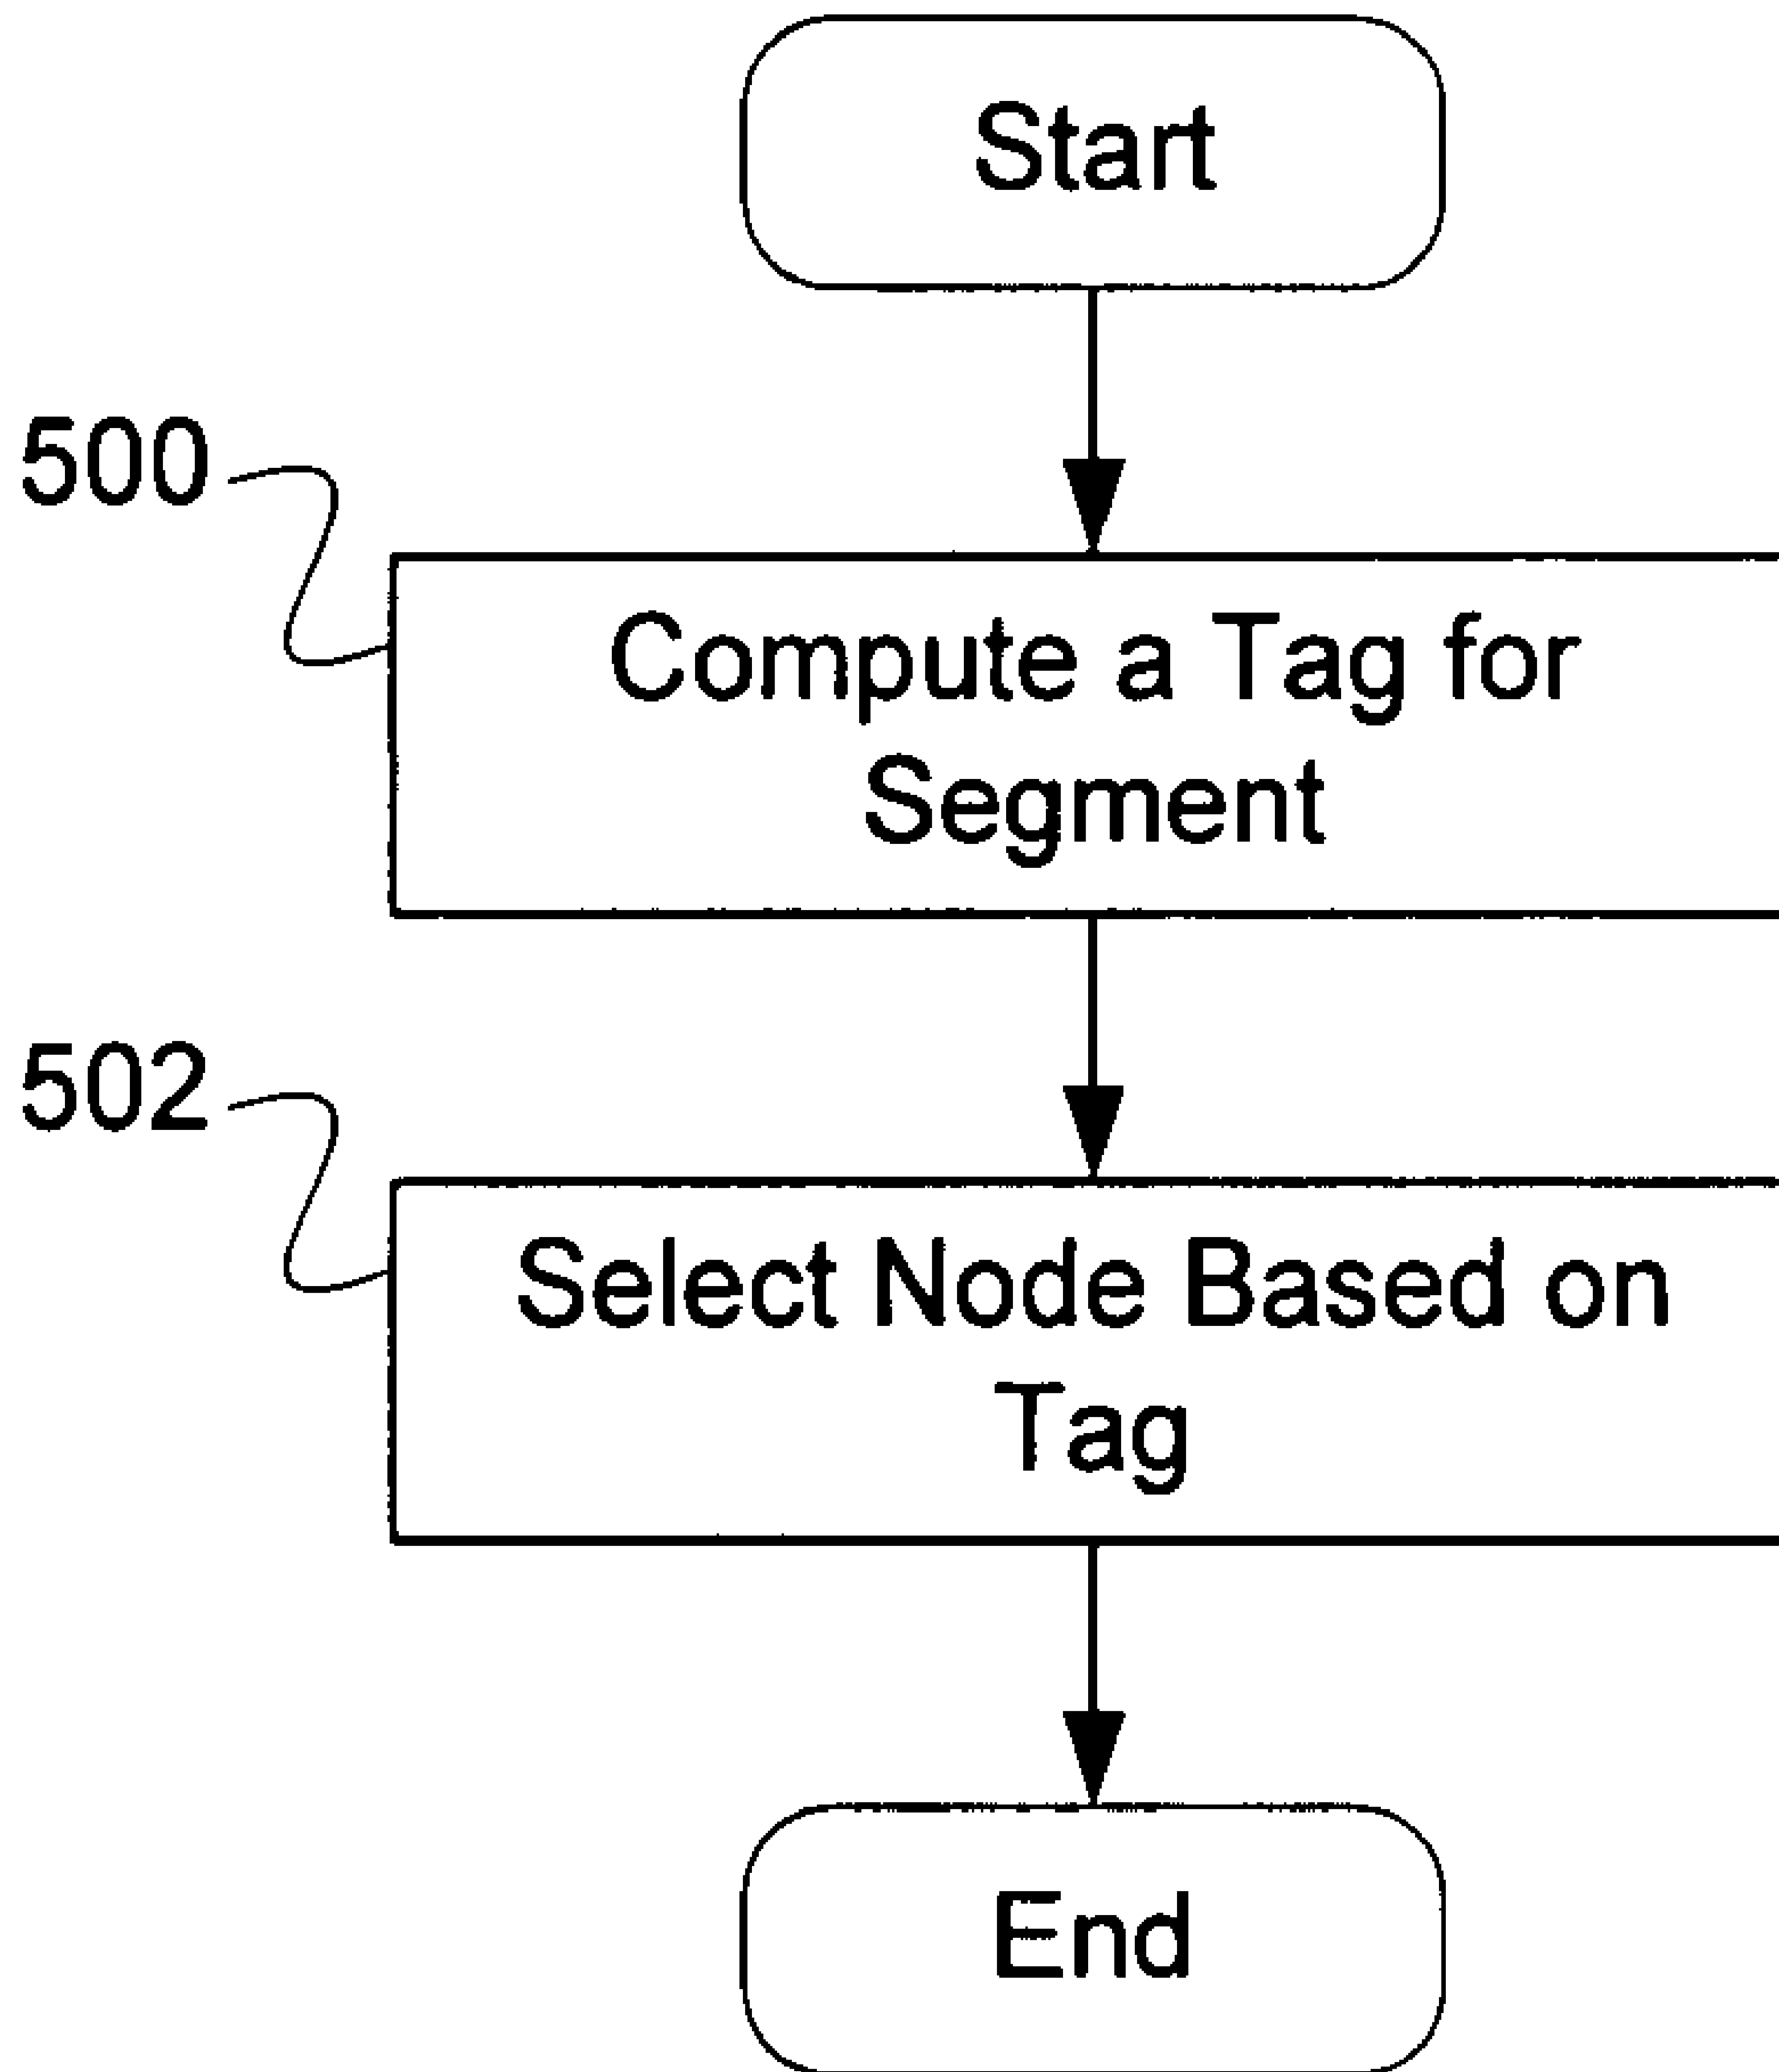 Start
500
Compute a Tag for
Segment
502
Select Node Based on
Tag
End